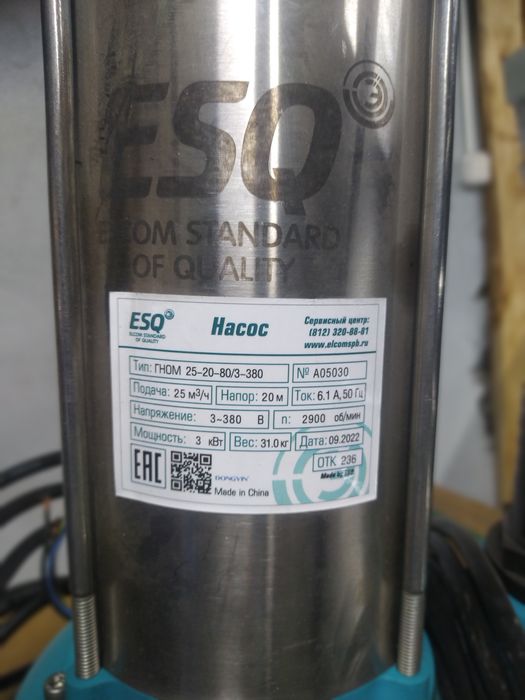 ESQ
ELCOM STANDARD
OF QUALITY
ESQ
ELCOM STANDARD
OF QUALITY
Насос
Сервисный центр:
(812) 320-88-81
www.elcomspb.ru
Тип: ГНОМ 25-20-80/3-380
№ A05030
Подача: 25 м³/ч
Напор: 20 м
Ток: 6.1 А, 50 Гц
Напряжение: 3~380 В
n: 2900 об/мин
Мощность: 3 кВт
Вес: 31.0 кг
Дата: 09.2022
ОТК 236
EAC
DONGYIN
Made in China